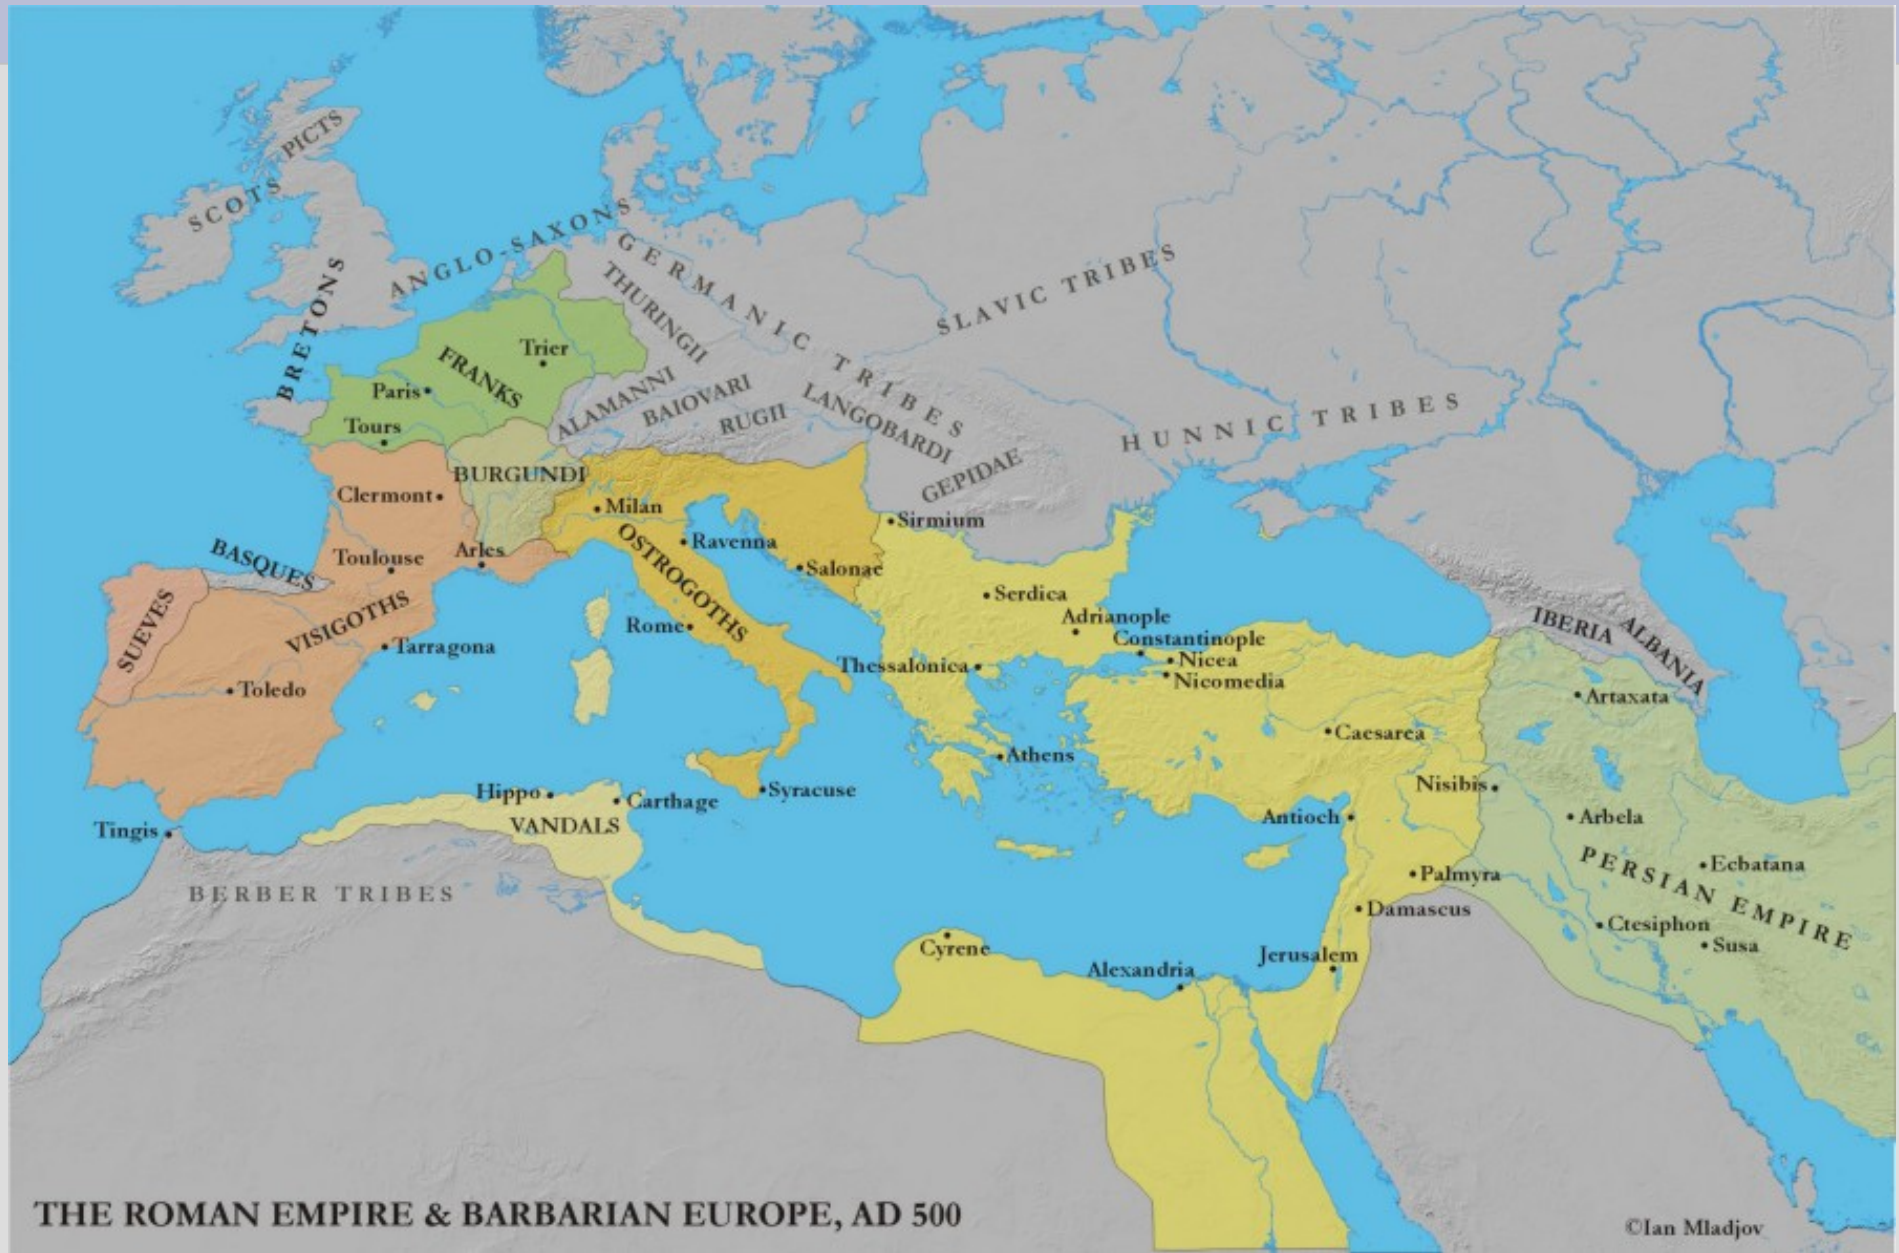 PICTS
SCOTS
ANGLO-SAXONS
BRETONS
GERMANIC TRIBES
THURINGII
SLAVIC TRIBES
Trier
FRANKS
Paris
Tours
ALAMANNI
BAIOVARI
RUGII
LANGOBARDI
GEPIDAE
HUNNIC TRIBES
BURGUNDI
Clermont
Milan
Sirmium
OSTROGOTHS
Ravenna
BASQUES
Toulouse
Arles
Salonae
Serdica
SUEVES
VISIGOTHS
Rome
Adrianople
Constantinople
IBERIA
ALBANIA
Tarragona
Thessalonica
Nicea
Nicomedia
Toledo
Artaxata
Caesarea
Athens
Nisibis
Hippo
Carthage
Syracuse
VANDALS
Antioch
Arbela
Tingis
PERSIAN EMPIRE
Ecbatana
Palmyra
BERBER TRIBES
Damascus
Ctesiphon
Susa
Cyrene
Jerusalem
Alexandria
THE ROMAN EMPIRE & BARBARIAN EUROPE, AD 500
©Ian Mladjov